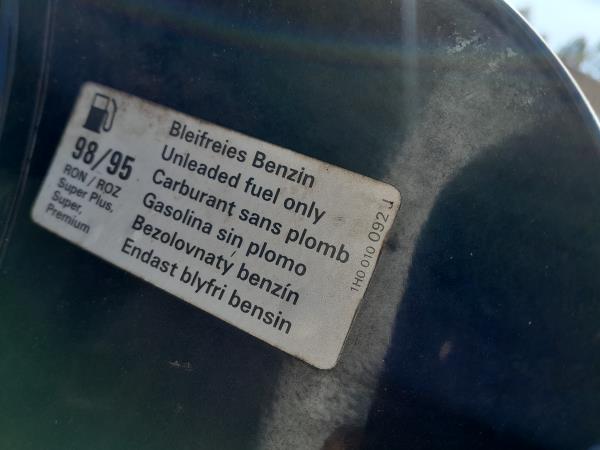 98/95
RON / ROZ
Super Plus,
Super,
Premium
Bleifreies Benzin
Unleaded fuel only
Carburant sans plomb
Gasolina sin plomo
Bezolovnatý benzín
Endast blyfri bensin
1H0 010 092 J